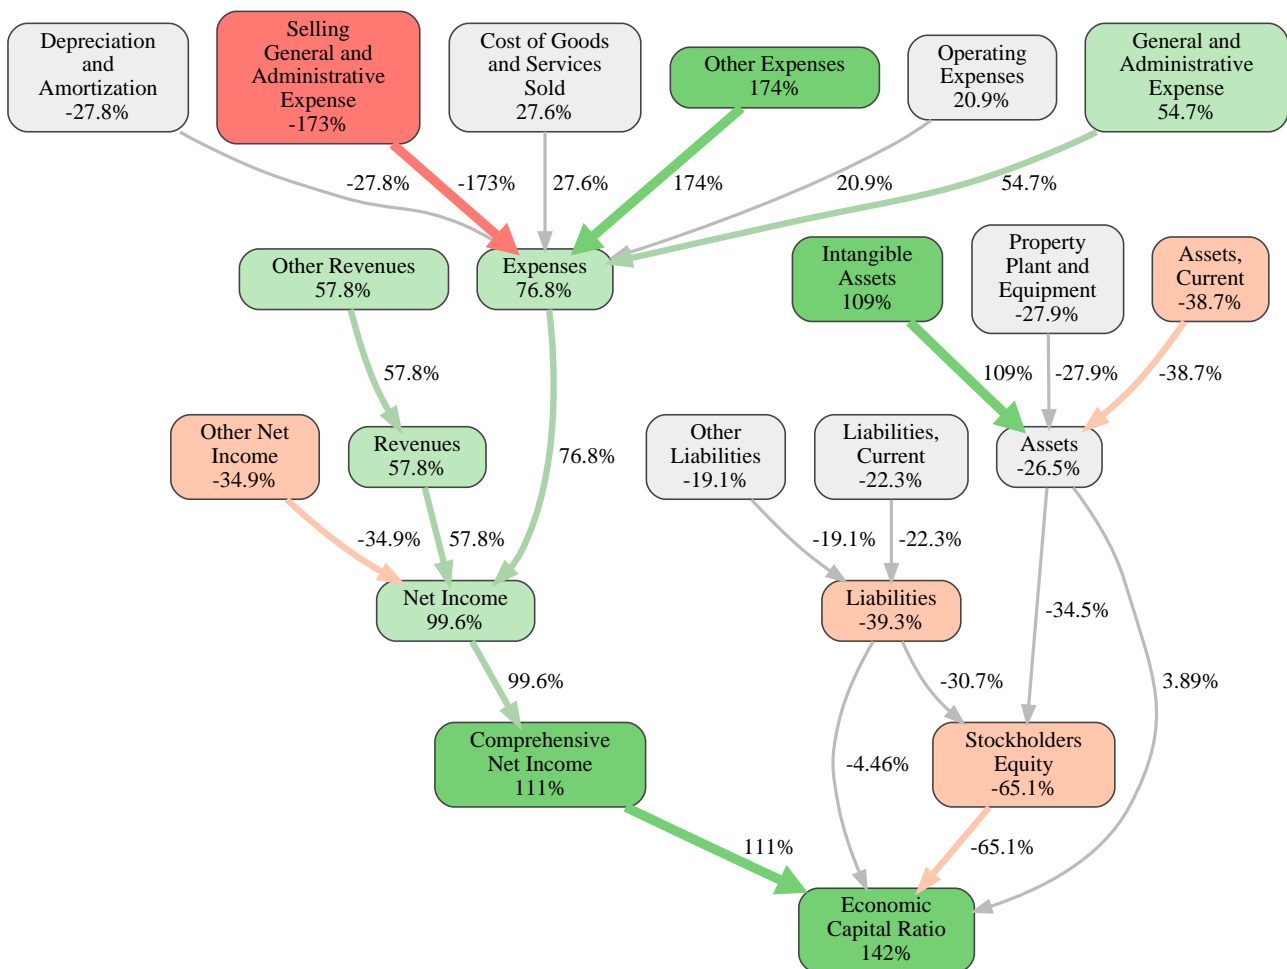 Depreciation
and
Amortization
-27.8%
Selling
General and
Administrative
Expense
-173%
Cost of Goods
and Services
Sold
27.6%
Other Expenses
174%
Operating
Expenses
20.9%
General and
Administrative
Expense
54.7%
-27.8%
-173%
27.6%
174%
20.9%
54.7%
Other Revenues
57.8%
Expenses
76.8%
Intangible
Assets
109%
Property
Plant and
Equipment
-27.9%
Assets,
Current
-38.7%
57.8%
76.8%
109%
-27.9%
-38.7%
Other Net
Income
-34.9%
Revenues
57.8%
Other
Liabilities
-19.1%
Liabilities,
Current
-22.3%
Assets
-26.5%
-34.9%
57.8%
-19.1%
-22.3%
Net Income
99.6%
Liabilities
-39.3%
-34.5%
99.6%
-30.7%
3.89%
Comprehensive
Net Income
111%
Stockholders
Equity
-65.1%
-4.46%
111%
-65.1%
Economic
Capital Ratio
142%